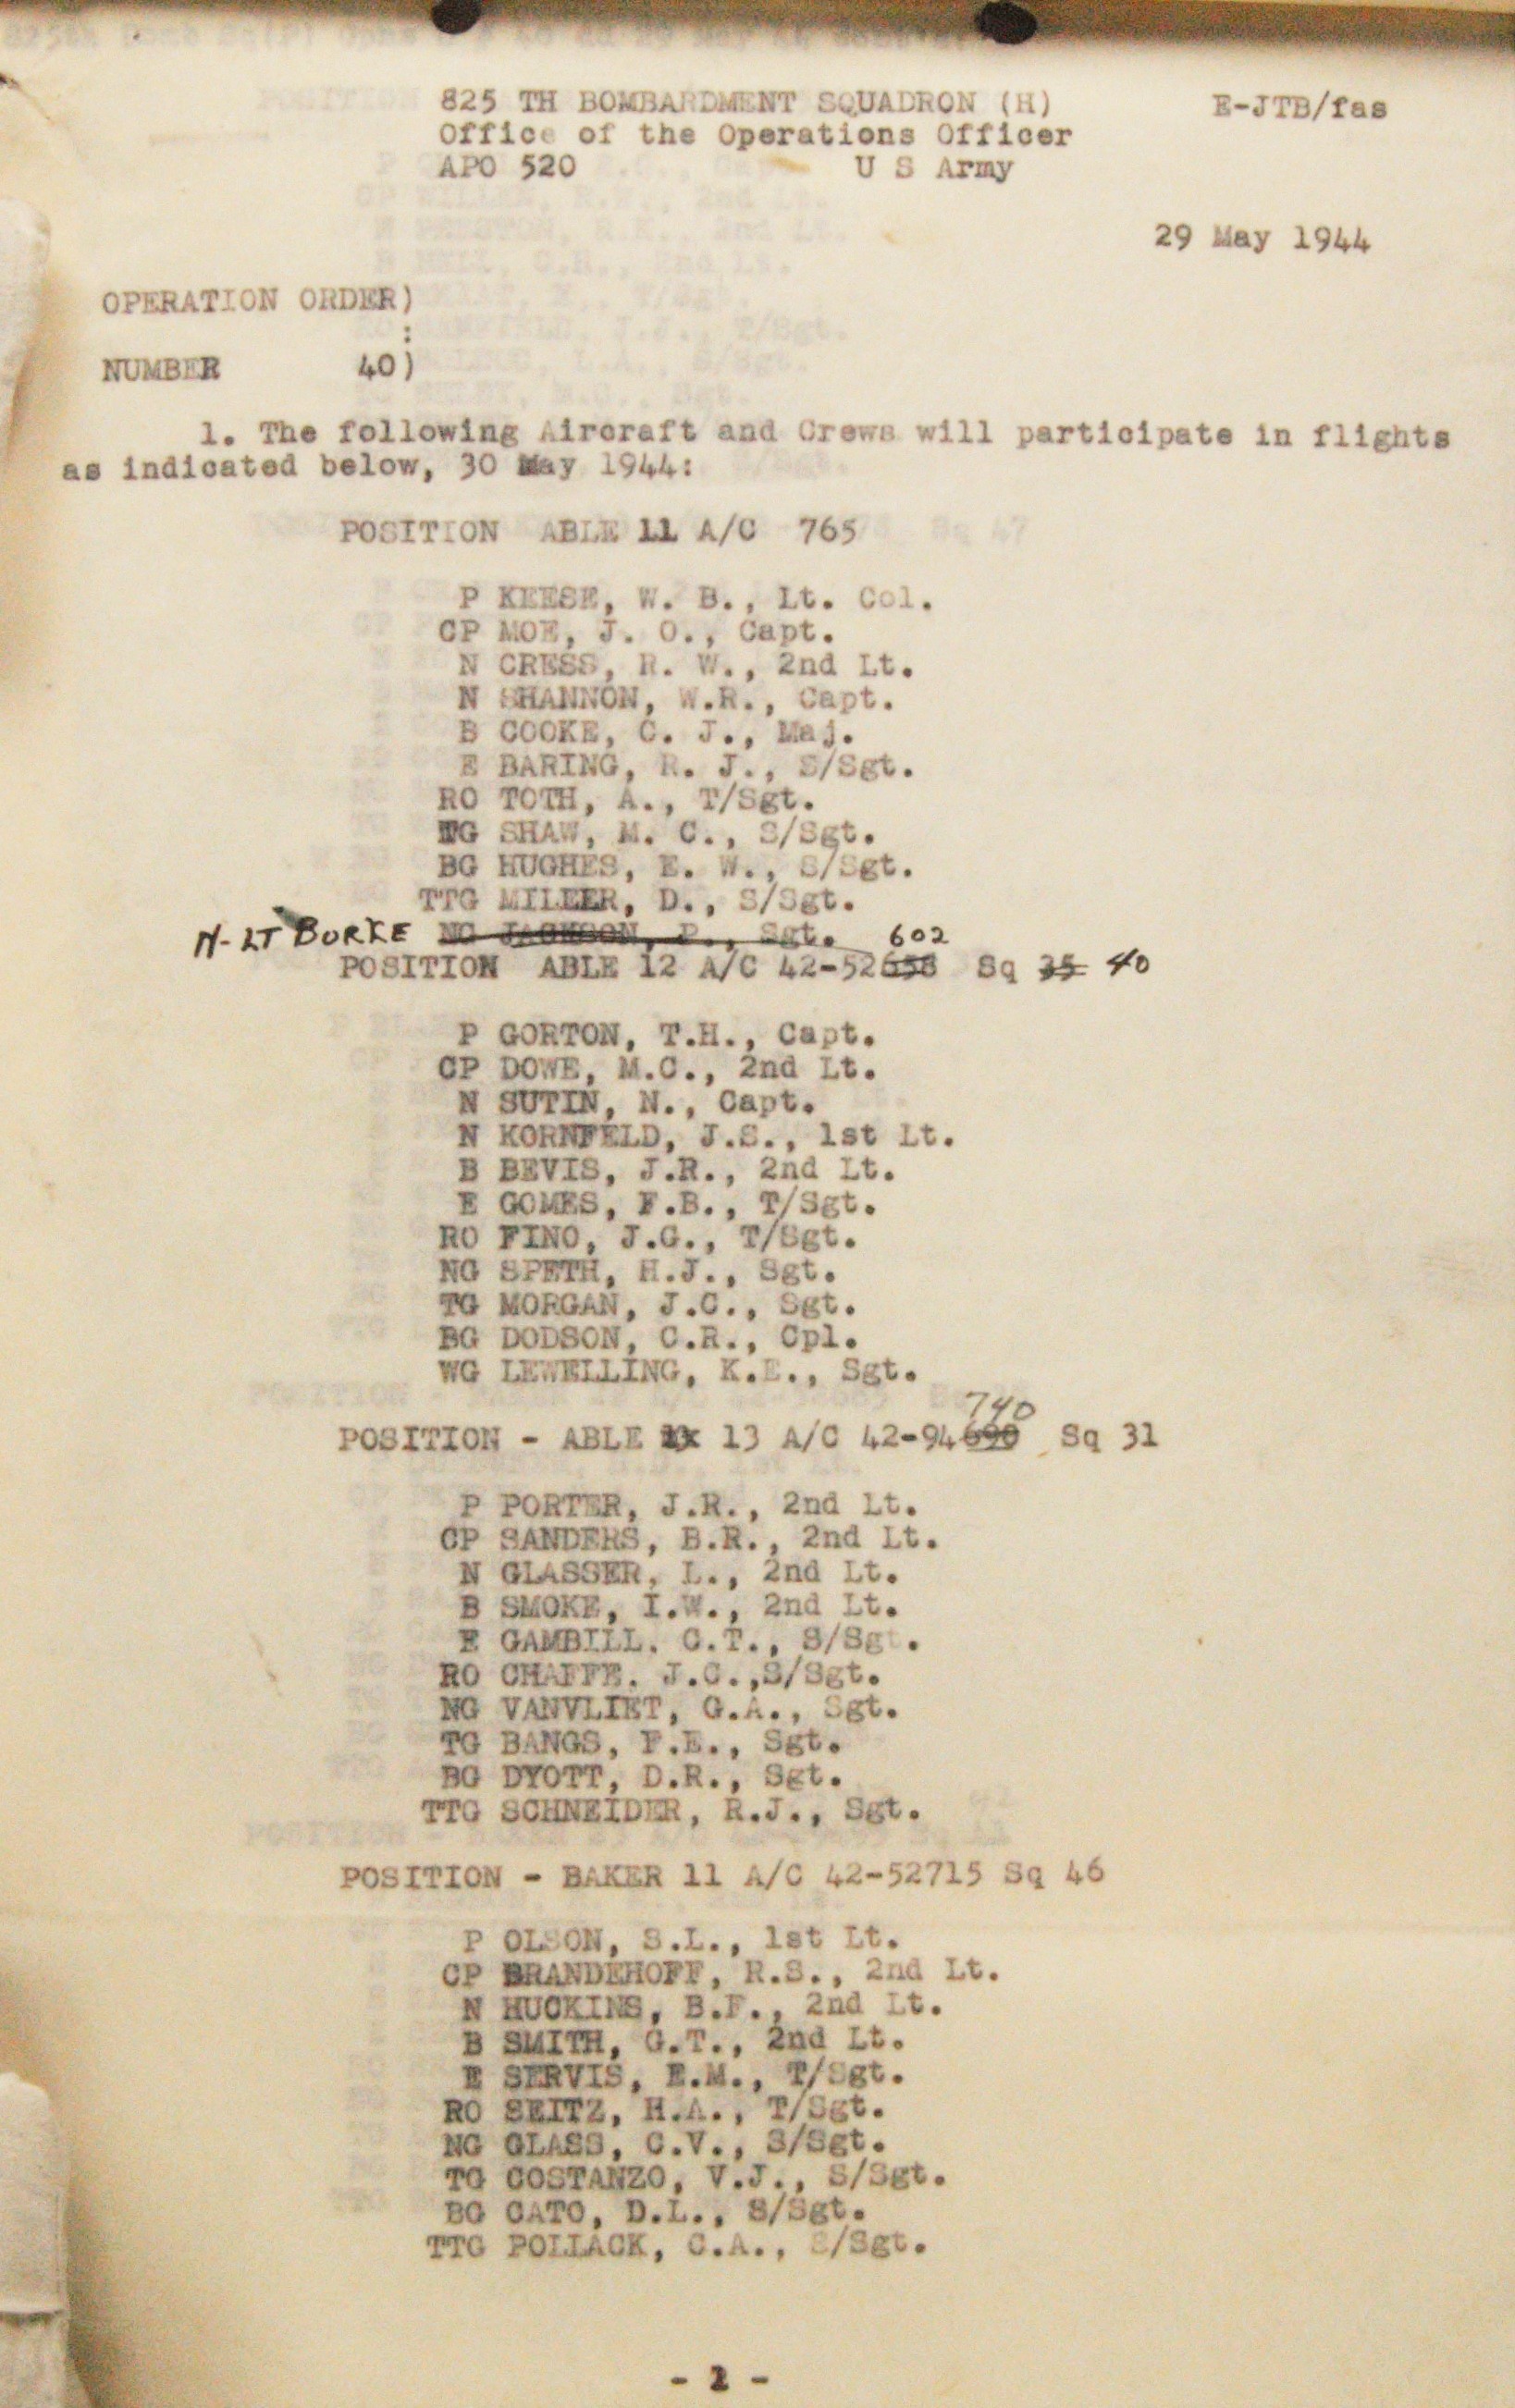 825 TH BOMBARDMENT SQUADRON (H) E-JTB/fas
Office of the Operations Officer
APO 520 U S Army
29 May 1944
OPERATION ORDER)
:
NUMBER 40)
1. The following Aircraft and Crews will participate in flights
as indicated below, 30 May 1944:
POSITION ABLE 11 A/C 765
P KEESE, W. B., Lt. Col.
CP MOE, J. O., Capt.
N CRESS, R. W., 2nd Lt.
N SHANNON, W.R., Capt.
B COOKE, C. J., Maj.
E BARING, R. J., S/Sgt.
RO TOTH, A., T/Sgt.
TG SHAW, M. C., S/Sgt.
BG HUGHES, E. W., S/Sgt.
TTG MILLER, D., S/Sgt.
N-LT BURKE NG JACKSON, P., Sgt. 602
POSITION ABLE 12 A/C 42-52658 Sq 35 40
P GORTON, T.H., Capt.
CP DOWE, M.C., 2nd Lt.
N SUTIN, N., Capt.
N KORNFELD, J.S., 1st Lt.
B BEVIS, J.R., 2nd Lt.
E GOMES, F.B., T/Sgt.
RO FINO, J.G., T/Sgt.
NG SPETH, H.J., Sgt.
TG MORGAN, J.C., Sgt.
BG DODSON, C.R., Cpl.
WG LEWELLING, K.E., Sgt.
740
POSITION - ABLE 13 A/C 42-94690 Sq 31
P PORTER, J.R., 2nd Lt.
CP SANDERS, B.R., 2nd Lt.
N GLASSER, L., 2nd Lt.
B SMOKE, I.W., 2nd Lt.
E GAMBILL. C.T., S/Sgt.
RO CHAFFE. J.C.,S/Sgt.
NG VANVLIET, G.A., Sgt.
TG BANGS, F.E., Sgt.
BG DYOTT, D.R., Sgt.
TTG SCHNEIDER, R.J., Sgt.
POSITION - BAKER 11 A/C 42-52715 Sq 46
P OLSON, S.L., 1st Lt.
CP BRANDEHOFF, R.S., 2nd Lt.
N HUCKINS, B.F., 2nd Lt.
B SMITH, G.T., 2nd Lt.
E SERVIS, E.M., T/Sgt.
RO SEITZ, H.A., T/Sgt.
NG GLASS, C.V., S/Sgt.
TG COSTANZO, V.J., S/Sgt.
BG CATO, D.L., S/Sgt.
TTG POLLACK, C.A., S/Sgt.
- 1 -